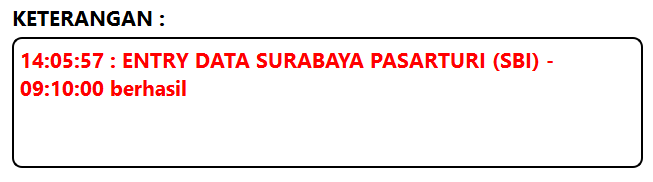 KETERANGAN :
14:05:57 : ENTRY DATA SURABAYA PASARTURI (SBI) -
09:10:00 berhasil